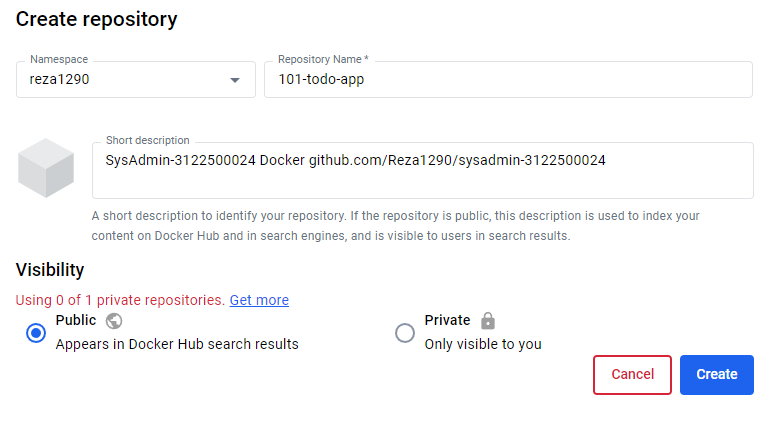 Create repository
Namespace
reza1290
Repository Name *
101-todo-app
Short description
SysAdmin-3122500024 Docker github.com/Reza1290/sysadmin-3122500024
A short description to identify your repository. If the repository is public, this description is used to index your
content on Docker Hub and in search engines, and is visible to users in search results.
Visibility
Using 0 of 1 private repositories. Get more
Public
Appears in Docker Hub search results
Private
Only visible to you
Cancel
Create